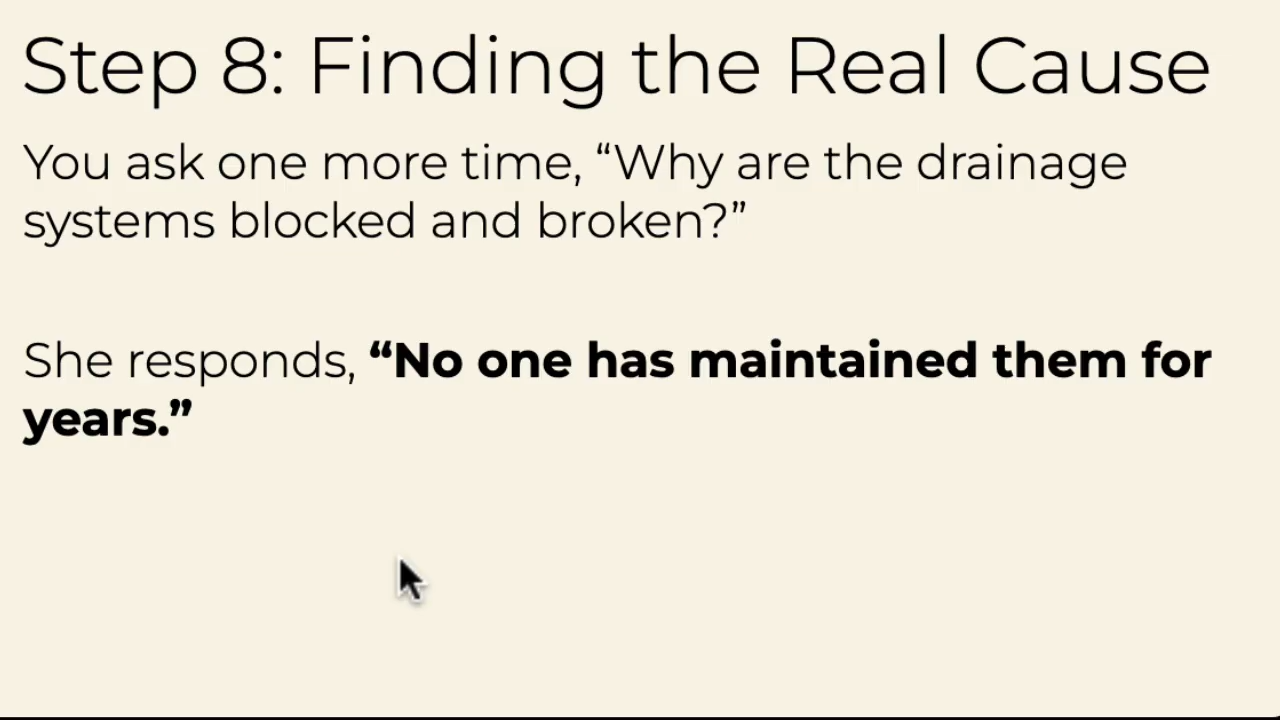 Step 8: Finding the Real Cause
You ask one more time, “Why are the drainage
systems blocked and broken?”
She responds, “No one has maintained them for
years.”